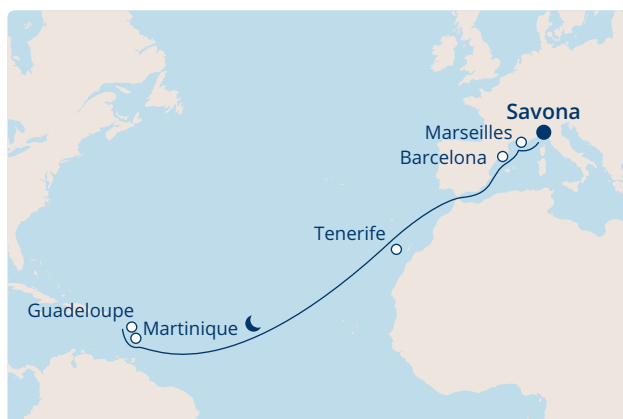 Savona
Marseilles
Barcelona
Tenerife
Guadeloupe
Martinique